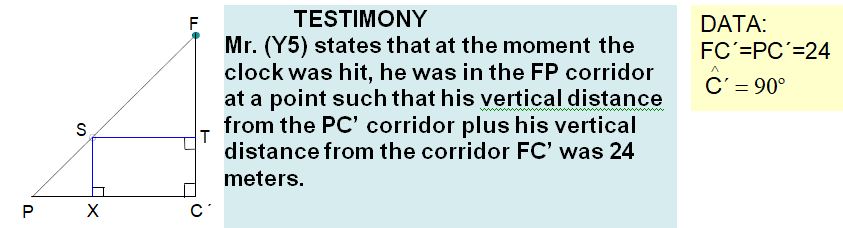 F
S
T
P
X
C´
TESTIMONY
Mr. (Y5) states that at the moment the
clock was hit, he was in the FP corridor
at a point such that his vertical distance
from the PC’ corridor plus his vertical
distance from the corridor FC’ was 24
meters.
DATA:
FC´=PC´=24
Ĉ´ = 90°